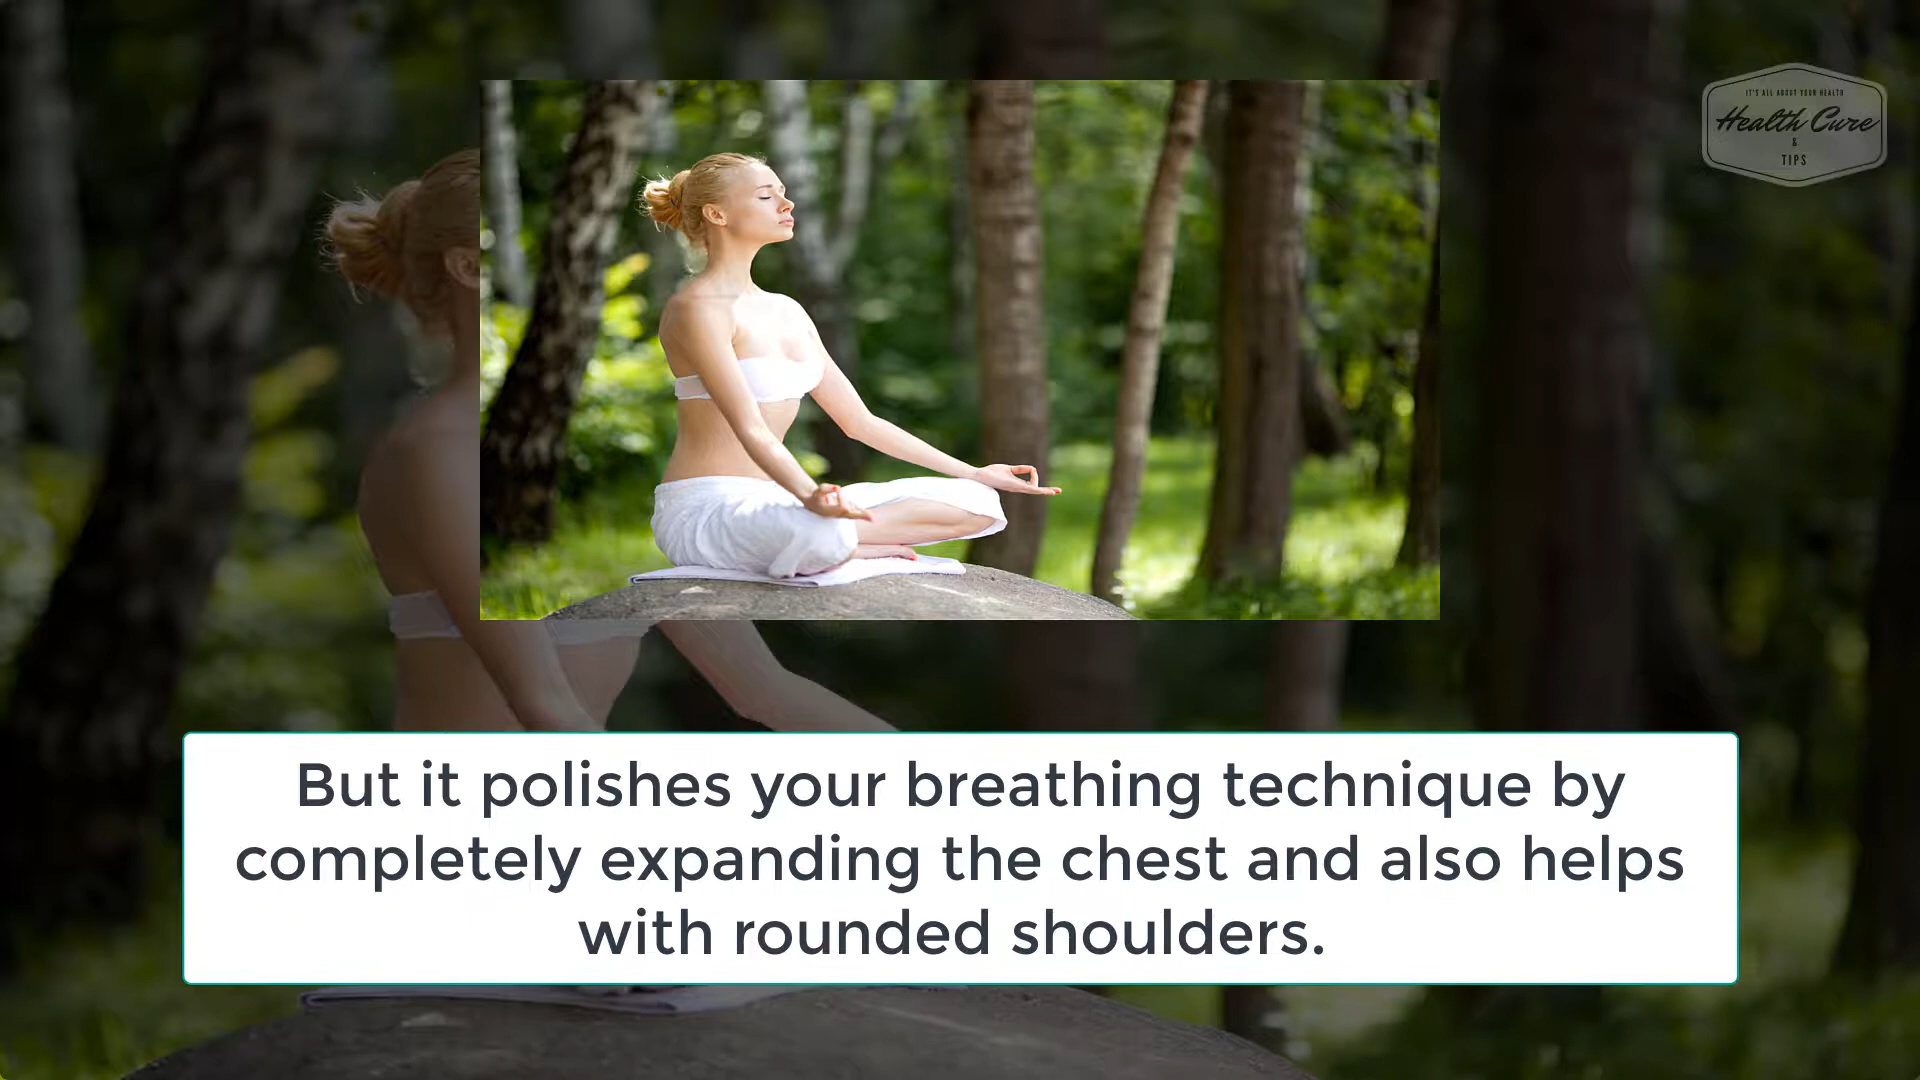 IT'S ALL ABOUT YOUR HEALTH
Health Cure
&
TIPS
But it polishes your breathing technique by
completely expanding the chest and also helps
with rounded shoulders.